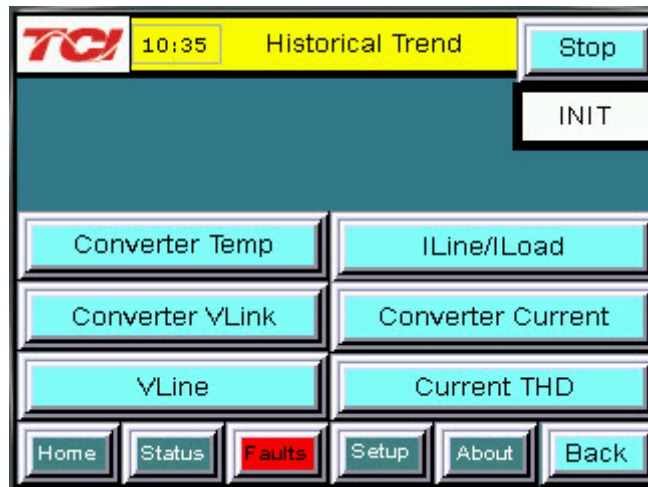 TCI 10:35 Historical Trend Stop
INIT
Converter Temp ILine/ILoad
Converter VLink Converter Current
VLine Current THD
Home Status Faults Setup About Back